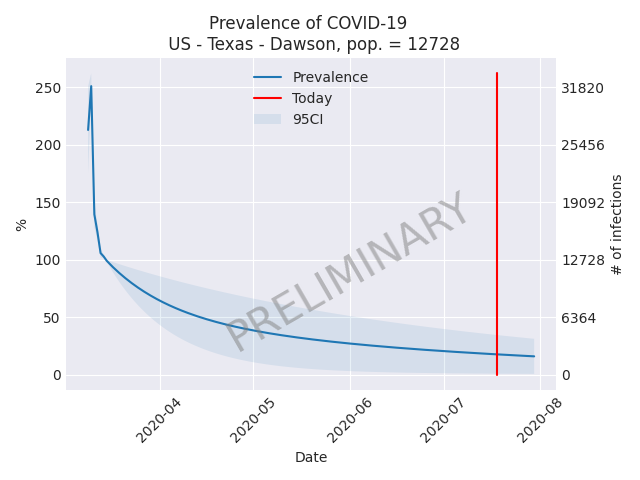 Prevalence of COVID-19
US - Texas - Dawson, pop. = 12728
Prevalence
Today
95CI
250
200
150
100
50
0
%
31820
25456
19092
12728
6364
0
# of infections
PRELIMINARY
2020-04
2020-05
2020-06
2020-07
2020-08
Date